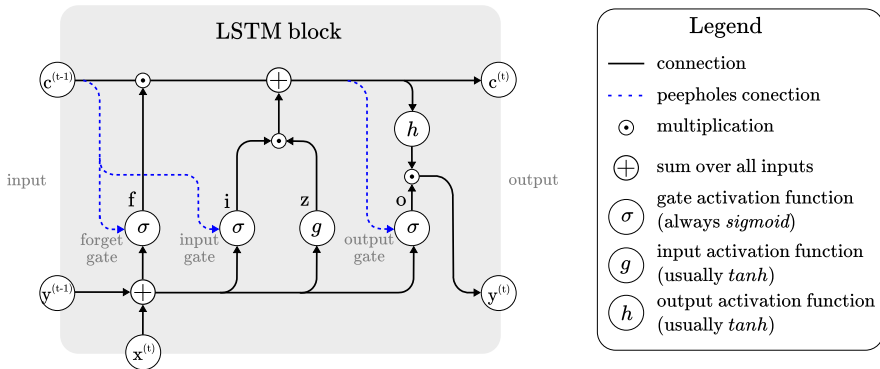 LSTM block
c(t-1)
c(t)
h
input
output
f
i
z
o
σ
σ
g
σ
forget
gate
input
gate
output
gate
y(t-1)
y(t)
x(t)
Legend
connection
peepholes conection
multiplication
sum over all inputs
σ
gate activation function
(always sigmoid)
g
input activation function
(usually tanh)
h
output activation function
(usually tanh)